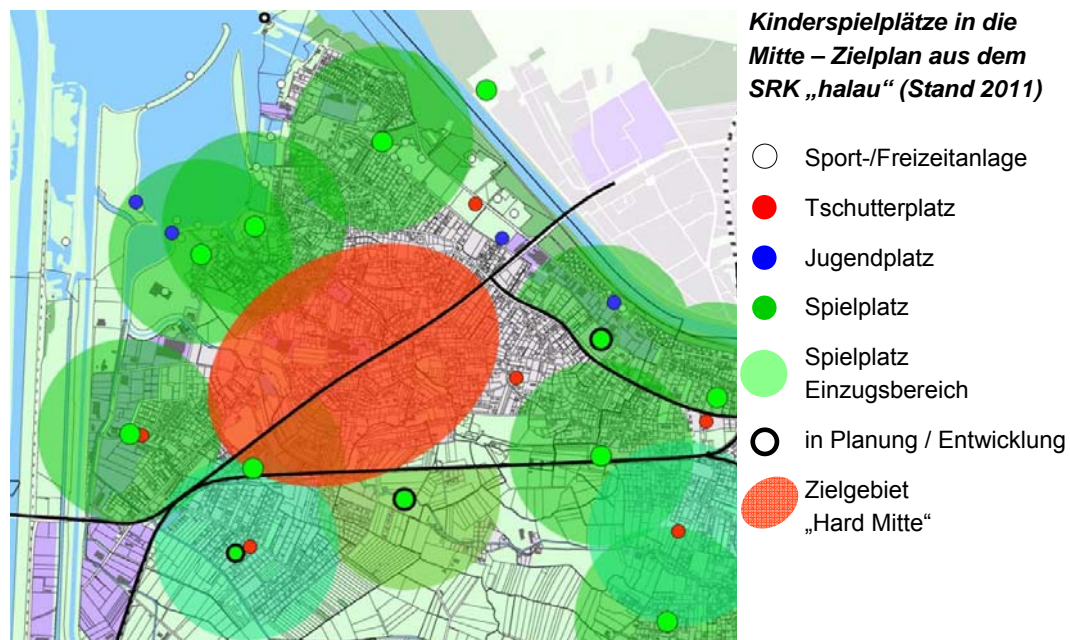 Kinderspielplätze in die
Mitte – Zielplan aus dem
SRK „halau“ (Stand 2011)
Sport-/Freizeitanlage
Tschutterplatz
Jugendplatz
Spielplatz
Spielplatz
Einzugsbereich
in Planung / Entwicklung
Zielgebiet
„Hard Mitte“